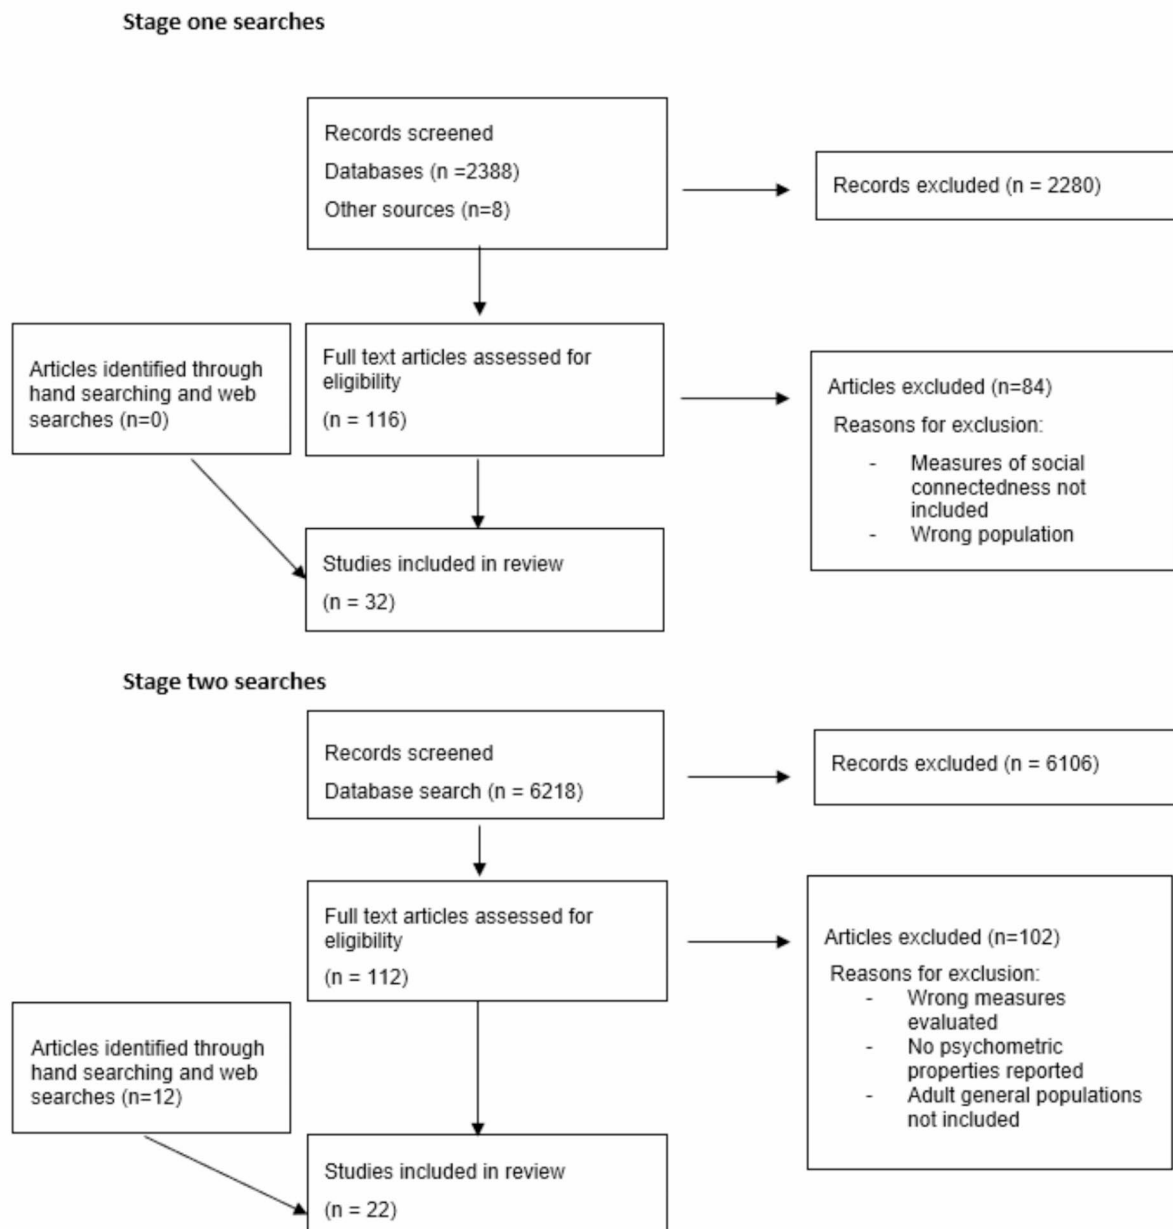 Stage one searches
Records screened
Databases (n =2388)
Other sources (n=8)
Records excluded (n = 2280)
Articles identified through
hand searching and web
searches (n=0)
Full text articles assessed for
eligibility
(n = 116)
Articles excluded (n=84)
Reasons for exclusion:
- Measures of social
connectedness not
included
- Wrong population
Studies included in review
(n = 32)
Stage two searches
Records screened
Database search (n = 6218)
Records excluded (n = 6106)
Full text articles assessed for
eligibility
(n = 112)
Articles excluded (n=102)
Reasons for exclusion:
- Wrong measures
evaluated
- No psychometric
properties reported
- Adult general populations
not included
Articles identified through
hand searching and web
searches (n=12)
Studies included in review
(n = 22)